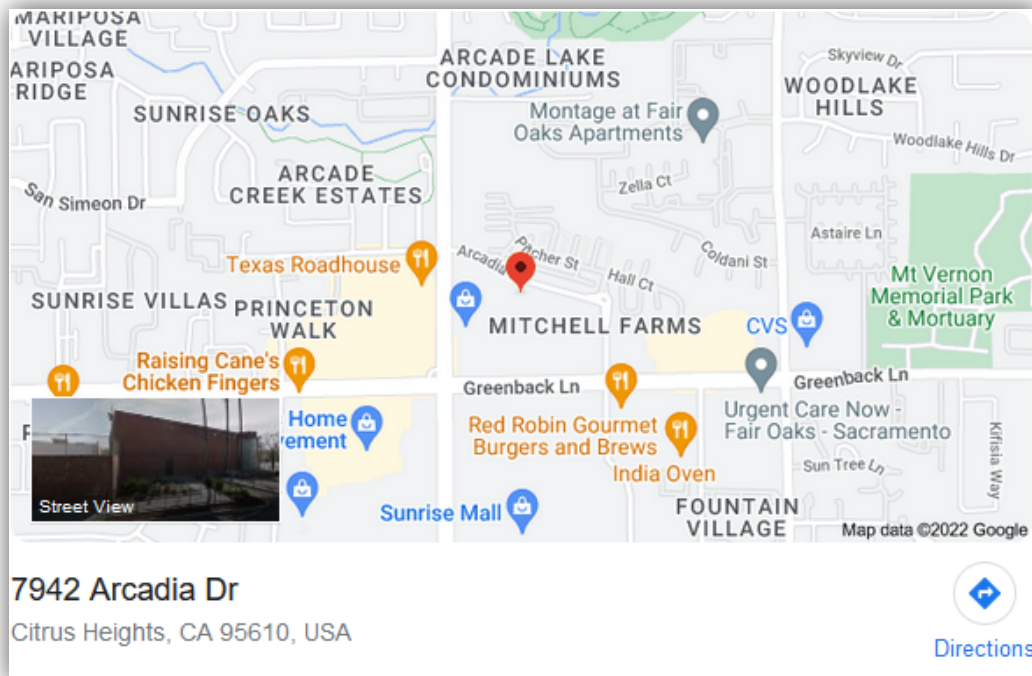 MARIPOSA
VILLAGE
ARIPOSA
RIDGE
SUNRISE OAKS
ARCADE LAKE
CONDOMINIUMS
Skyview Dr
WOODLAKE
HILLS
Montage at Fair
Oaks Apartments
Woodlake Hills Dr
ARCADE
CREEK ESTATES
San Simeon Dr
Zella Ct
Astaire Ln
Texas Roadhouse
Arcadia
Pacher St
Hall Ct
Coldani St
Mt Vernon
Memorial Park
& Mortuary
SUNRISE VILLAS
PRINCETON
WALK
MITCHELL FARMS
CVS
Raising Cane's
Chicken Fingers
Greenback Ln
Greenback Ln
Home
vement
Red Robin Gourmet
Burgers and Brews
Urgent Care Now -
Fair Oaks - Sacramento
India Oven
Sun Tree Ln
Kifisia Way
Street View
Sunrise Mall
FOUNTAIN
VILLAGE
Map data ©2022 Google
7942 Arcadia Dr
Citrus Heights, CA 95610, USA
Directions